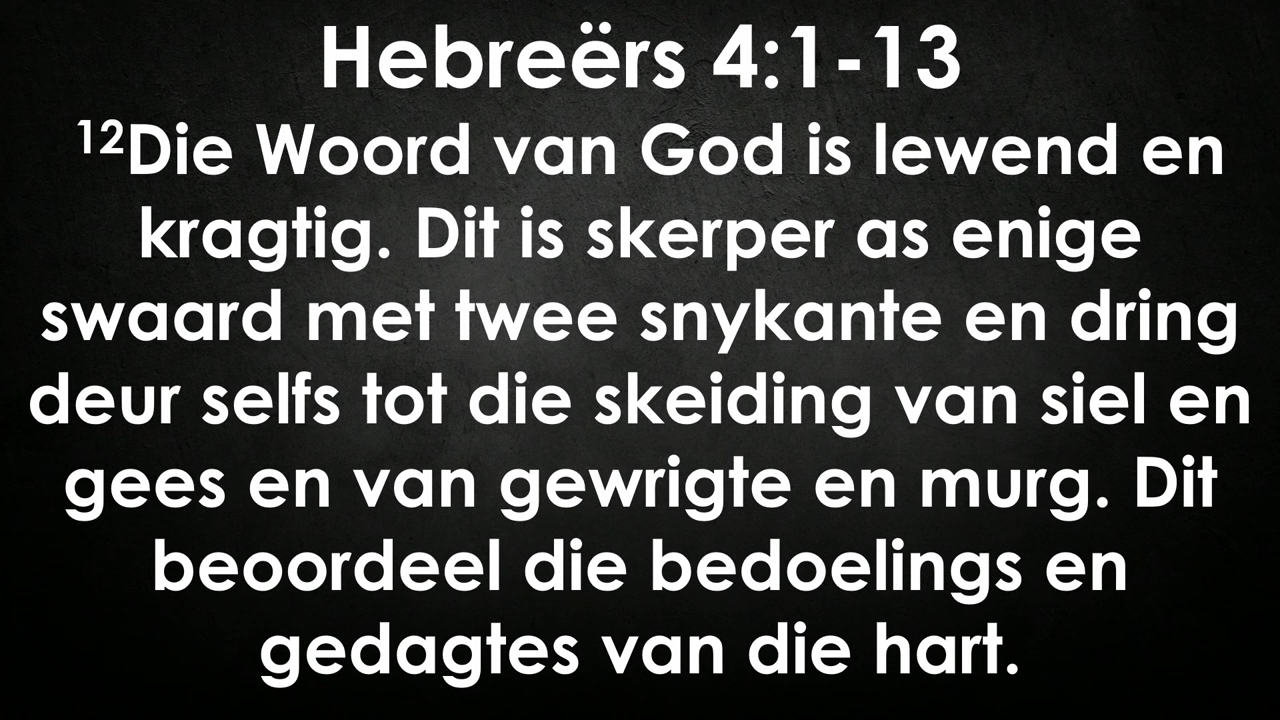 Hebreërs 4:1-13
¹²Die Woord van God is lewend en
kragtig. Dit is skerper as enige
swaard met twee snykante en dring
deur selfs tot die skeiding van siel en
gees en van gewrigte en murg. Dit
beoordeel die bedoelings en
gedagtes van die hart.